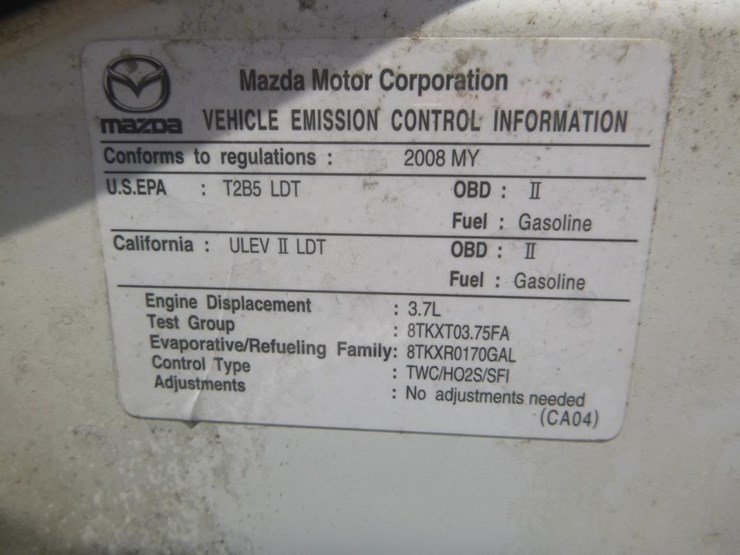 Mazda Motor Corporation
mazda VEHICLE EMISSION CONTROL INFORMATION
Conforms to regulations : 2008 MY
U.S.EPA : T2B5 LDT OBD : II
Fuel : Gasoline
California : ULEV II LDT OBD : II
Fuel : Gasoline
Engine Displacement : 3.7L
Test Group : 8TKXT03.75FA
Evaporative/Refueling Family: 8TKXR0170GAL
Control Type : TWC/HO2S/SFI
Adjustments : No adjustments needed
(CA04)